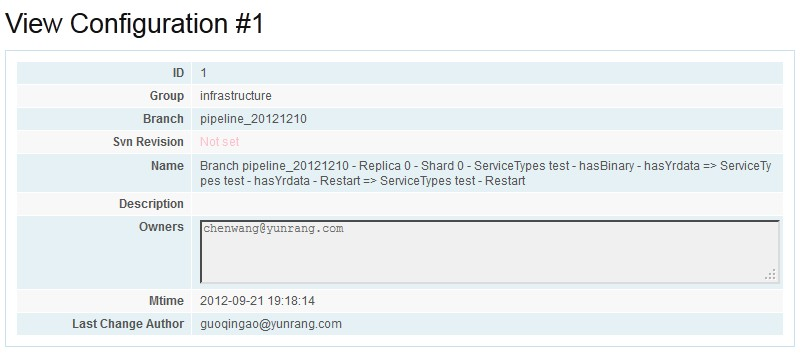 View Configuration #1
ID 1
Group infrastructure
Branch pipeline_20121210
Svn Revision Not set
Name Branch pipeline_20121210 - Replica 0 - Shard 0 - ServiceTypes test - hasBinary - hasYrdata => ServiceTy
pes test - hasYrdata - Restart => ServiceTypes test - Restart
Description
Owners chenwang@yunrang.com
Mtime 2012-09-21 19:18:14
Last Change Author guoqingao@yunrang.com